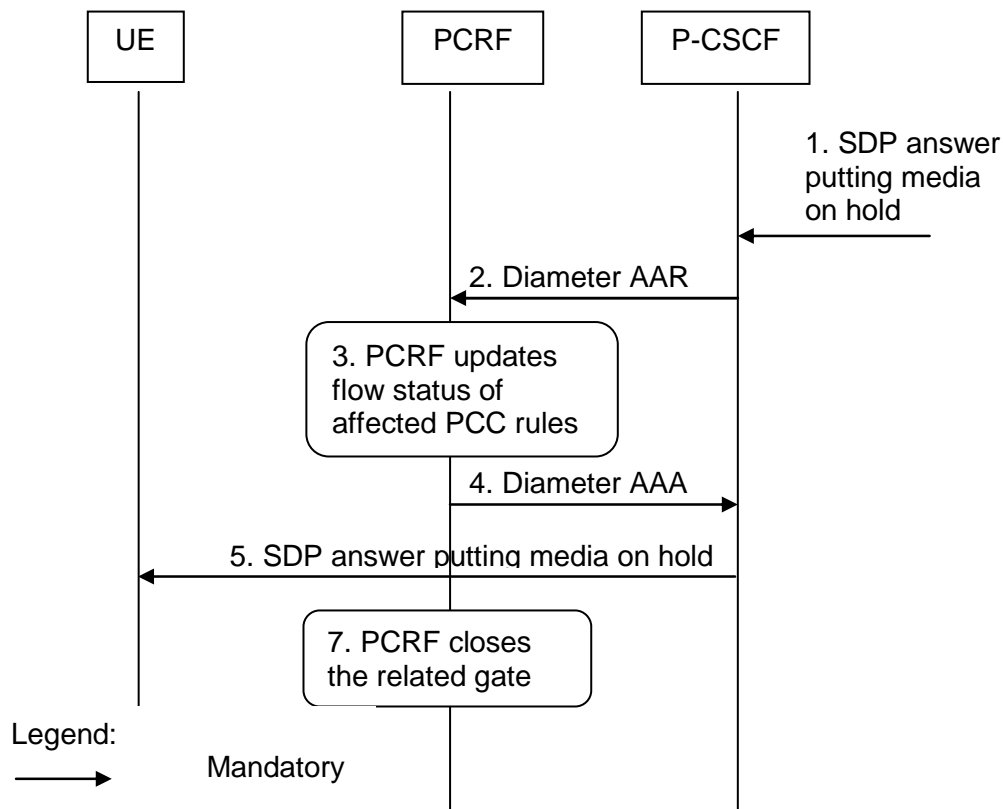 UE
PCRF
P-CSCF
1. SDP answer
putting media
on hold
2. Diameter AAR
3. PCRF updates
flow status of
affected PCC rules
4. Diameter AAA
5. SDP answer putting media on hold
7. PCRF closes
the related gate
Legend:
Mandatory